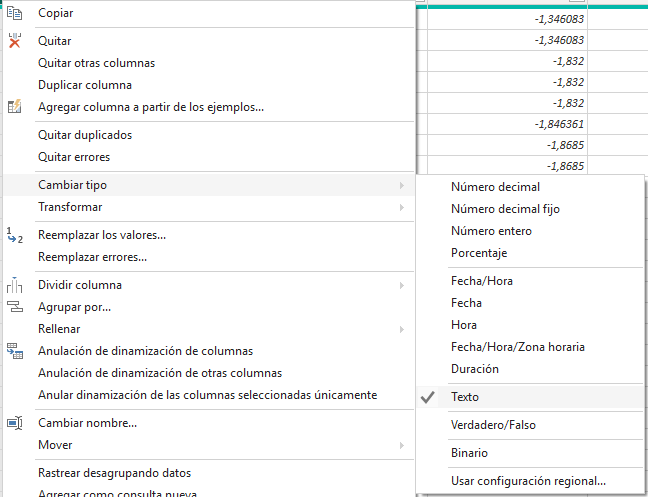 Copiar
Quitar
Quitar otras columnas
Duplicar columna
Agregar columna a partir de los ejemplos...
Quitar duplicados
Quitar errores
Cambiar tipo
Transformar
1
2
Reemplazar los valores...
Reemplazar errores...
Dividir columna
Agrupar por...
Rellenar
Anulación de dinamización de columnas
Anulación de dinamización de otras columnas
Anular dinamización de las columnas seleccionadas únicamente
Cambiar nombre...
Mover
Rastrear desagrupando datos
Agregar como consulta nueva
-1,346083
-1,346083
-1,832
-1,832
-1,832
-1,846361
-1,8685
-1,8685
Número decimal
Número decimal fijo
Número entero
Porcentaje
Fecha/Hora
Fecha
Hora
Fecha/Hora/Zona horaria
Duración
Texto
Verdadero/Falso
Binario
Usar configuración regional...